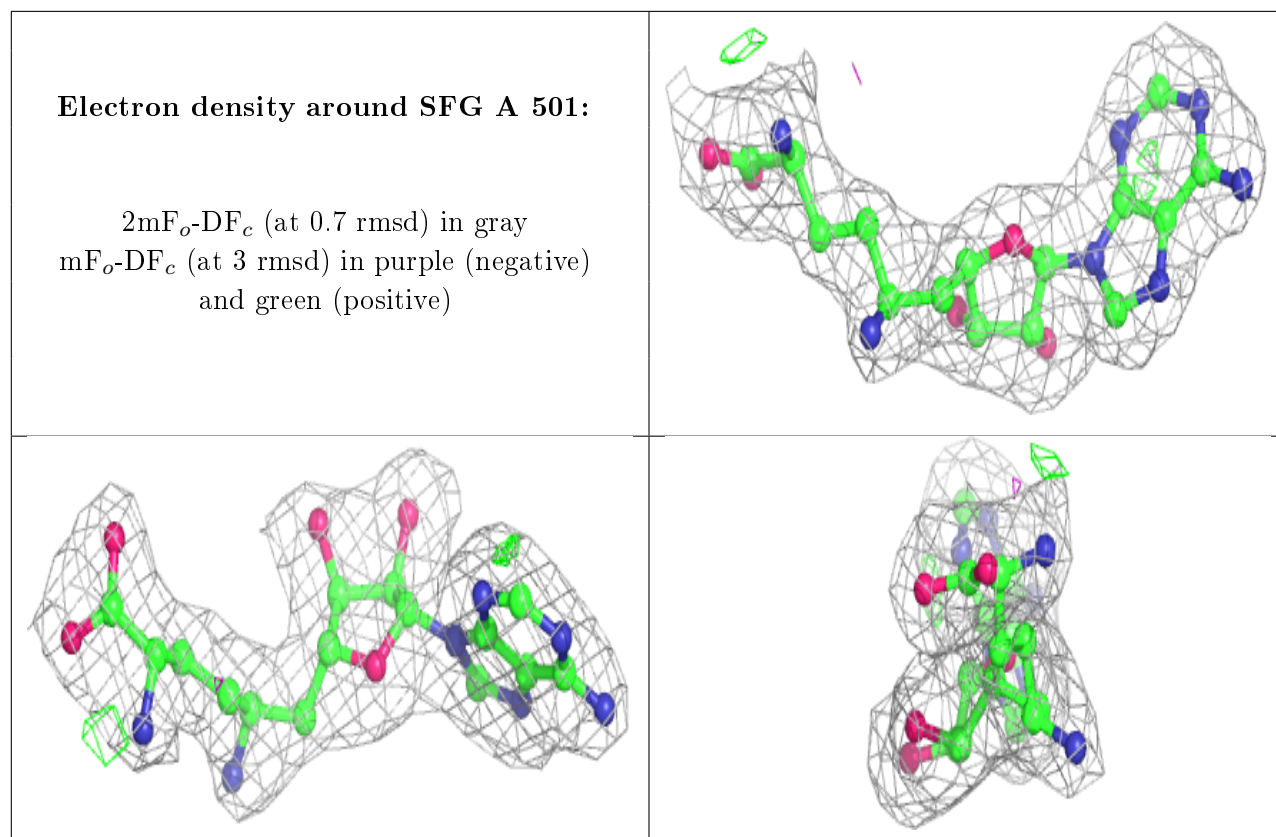 Electron density around SFG A 501:
2mFₒ-DF𝒸 (at 0.7 rmsd) in gray
mFₒ-DF𝒸 (at 3 rmsd) in purple (negative)
and green (positive)